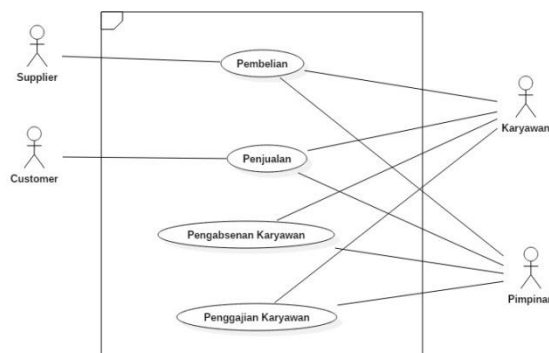 Pembelian
Supplier
Karyawan
Penjualan
Customer
Pengabsenan Karyawan
Pimpinan
Penggajian Karyawan